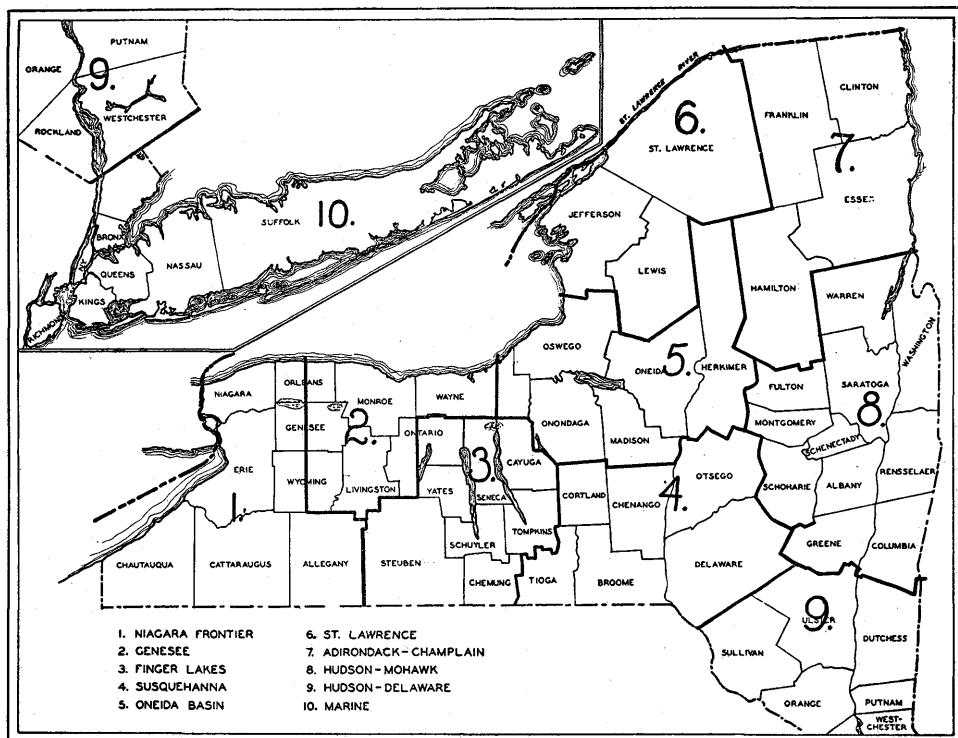 PUTNAM
ORANGE
9.
WESTCHESTER
ROCKLAND
BRONX
QUEENS
NASSAU
SUFFOLK
10.
KINGS
RICHMOND
N.Y.
ST. LAWRENCE RIVER
6.
ST. LAWRENCE
FRANKLIN
CLINTON
7.
ESSEX
JEFFERSON
LEWIS
HAMILTON
WARREN
WASHINGTON
OSWEGO
ONEIDA
5.
HERKIMER
FULTON
SARATOGA
8.
MONTGOMERY
SCHENECTADY
NIAGARA
ORLEANS
MONROE
WAYNE
GENESEE
2.
ONTARIO
3.
CAYUGA
ONONDAGA
MADISON
ERIE
WYOMING
LIVINGSTON
YATES
SENECA
CORTLAND
CHENANGO
4.
OTSEGO
SCHOHARIE
ALBANY
RENSSELAER
1
SCHUYLER
TOMPKINS
GREENE
COLUMBIA
CHAUTAUQUA
CATTARAUGUS
ALLEGANY
STEUBEN
CHEMUNG
TIOGA
BROOME
DELAWARE
9.
ULSTER
SULLIVAN
DUTCHESS
ORANGE
PUTNAM
WEST-
CHESTER
1. NIAGARA FRONTIER
2. GENESEE
3. FINGER LAKES
4. SUSQUEHANNA
5. ONEIDA BASIN
6. ST. LAWRENCE
7. ADIRONDACK-CHAMPLAIN
8. HUDSON-MOHAWK
9. HUDSON-DELAWARE
10. MARINE